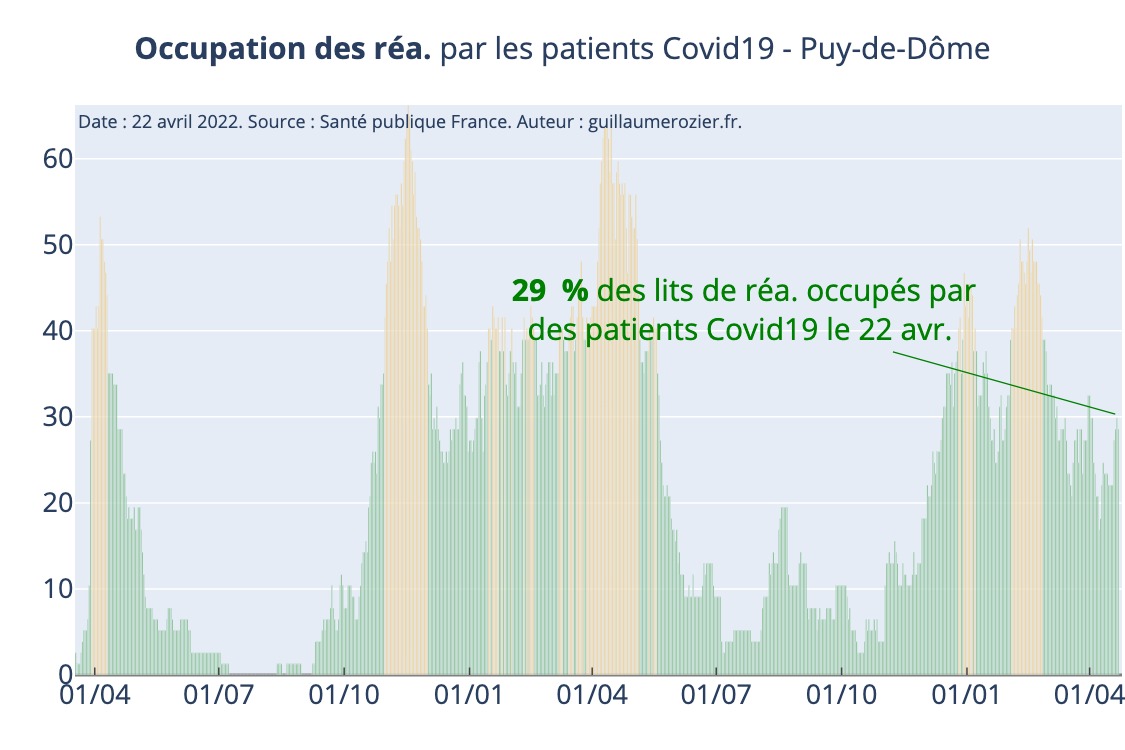 Occupation des réa. par les patients Covid19 - Puy-de-Dôme
Date : 22 avril 2022. Source : Santé publique France. Auteur : guillaumerozier.fr.
60
50
40
30
20
10
0
29  % des lits de réa. occupés par
des patients Covid19 le 22 avr.
01/04 01/07 01/10 01/01 01/04 01/07 01/10 01/01 01/04